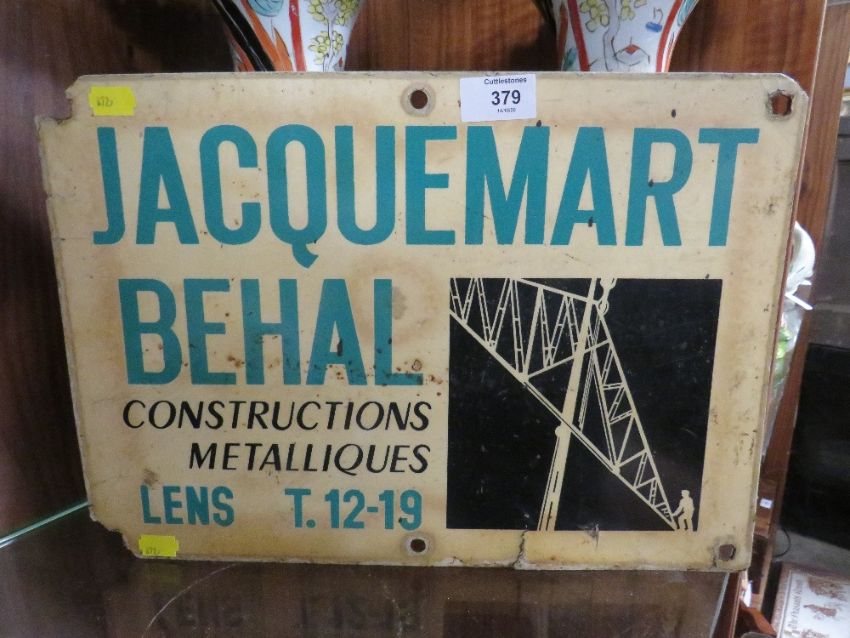 Cuttlestones
379
JACQUEMART
BEHAL
CONSTRUCTIONS
METALLIQUES
LENS T. 12-19